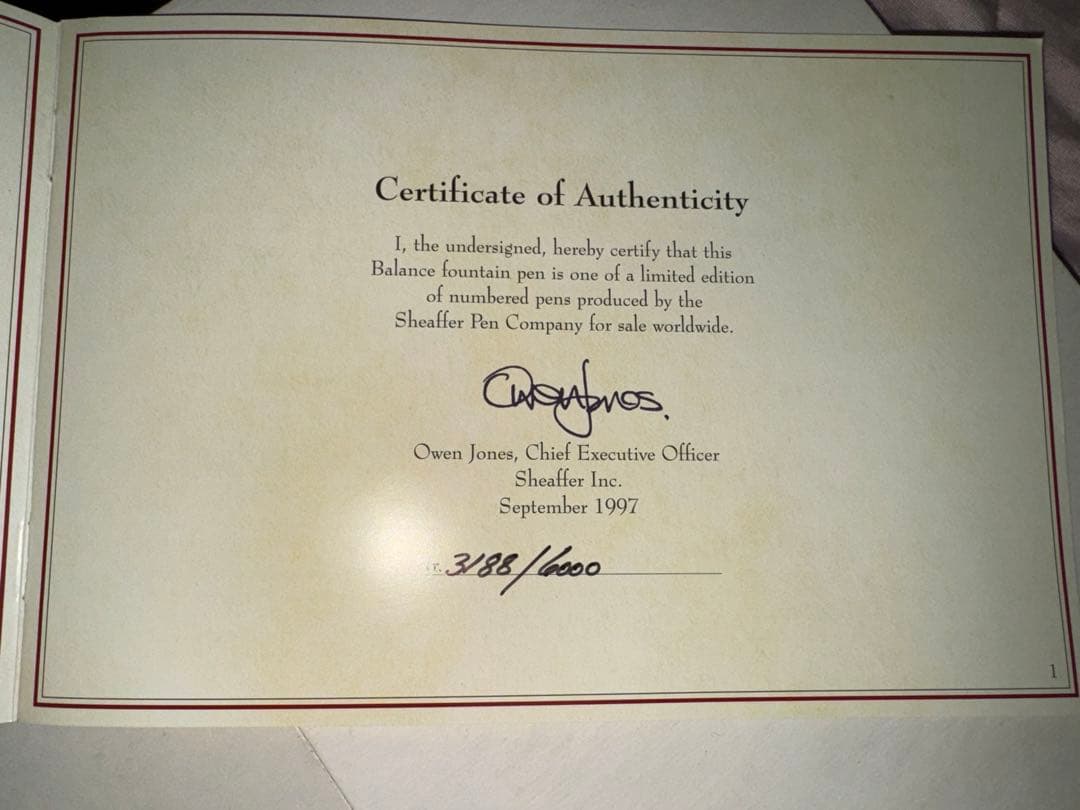 Certificate of Authenticity
I, the undersigned, hereby certify that this
Balance fountain pen is one of a limited edition
of numbered pens produced by the
Sheaffer Pen Company for sale worldwide.
Owen Jones.
Owen Jones, Chief Executive Officer
Sheaffer Inc.
September 1997
r. 3188/6000
1